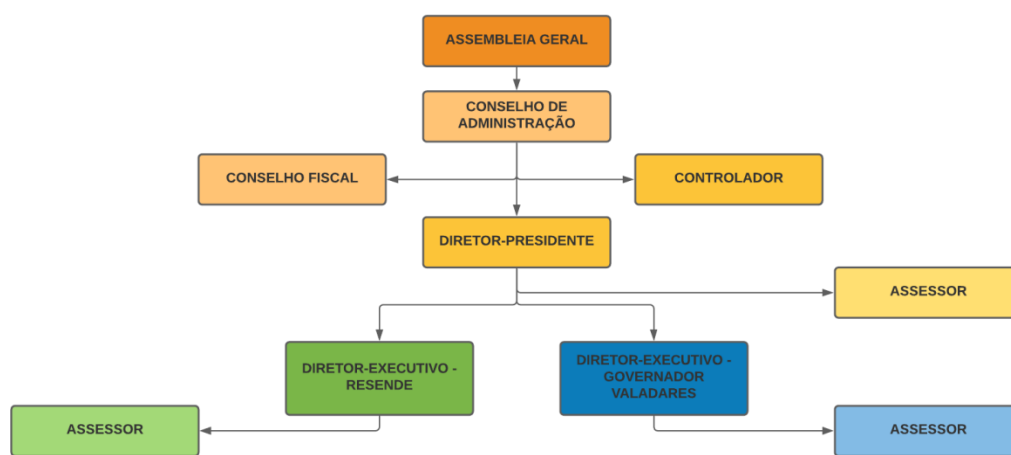 ASSEMBLEIA GERAL
CONSELHO DE
ADMINISTRAÇÃO
CONSELHO FISCAL
CONTROLADOR
DIRETOR-PRESIDENTE
ASSESSOR
DIRETOR-EXECUTIVO -
RESENDE
DIRETOR-EXECUTIVO -
GOVERNADOR
VALADARES
ASSESSOR
ASSESSOR